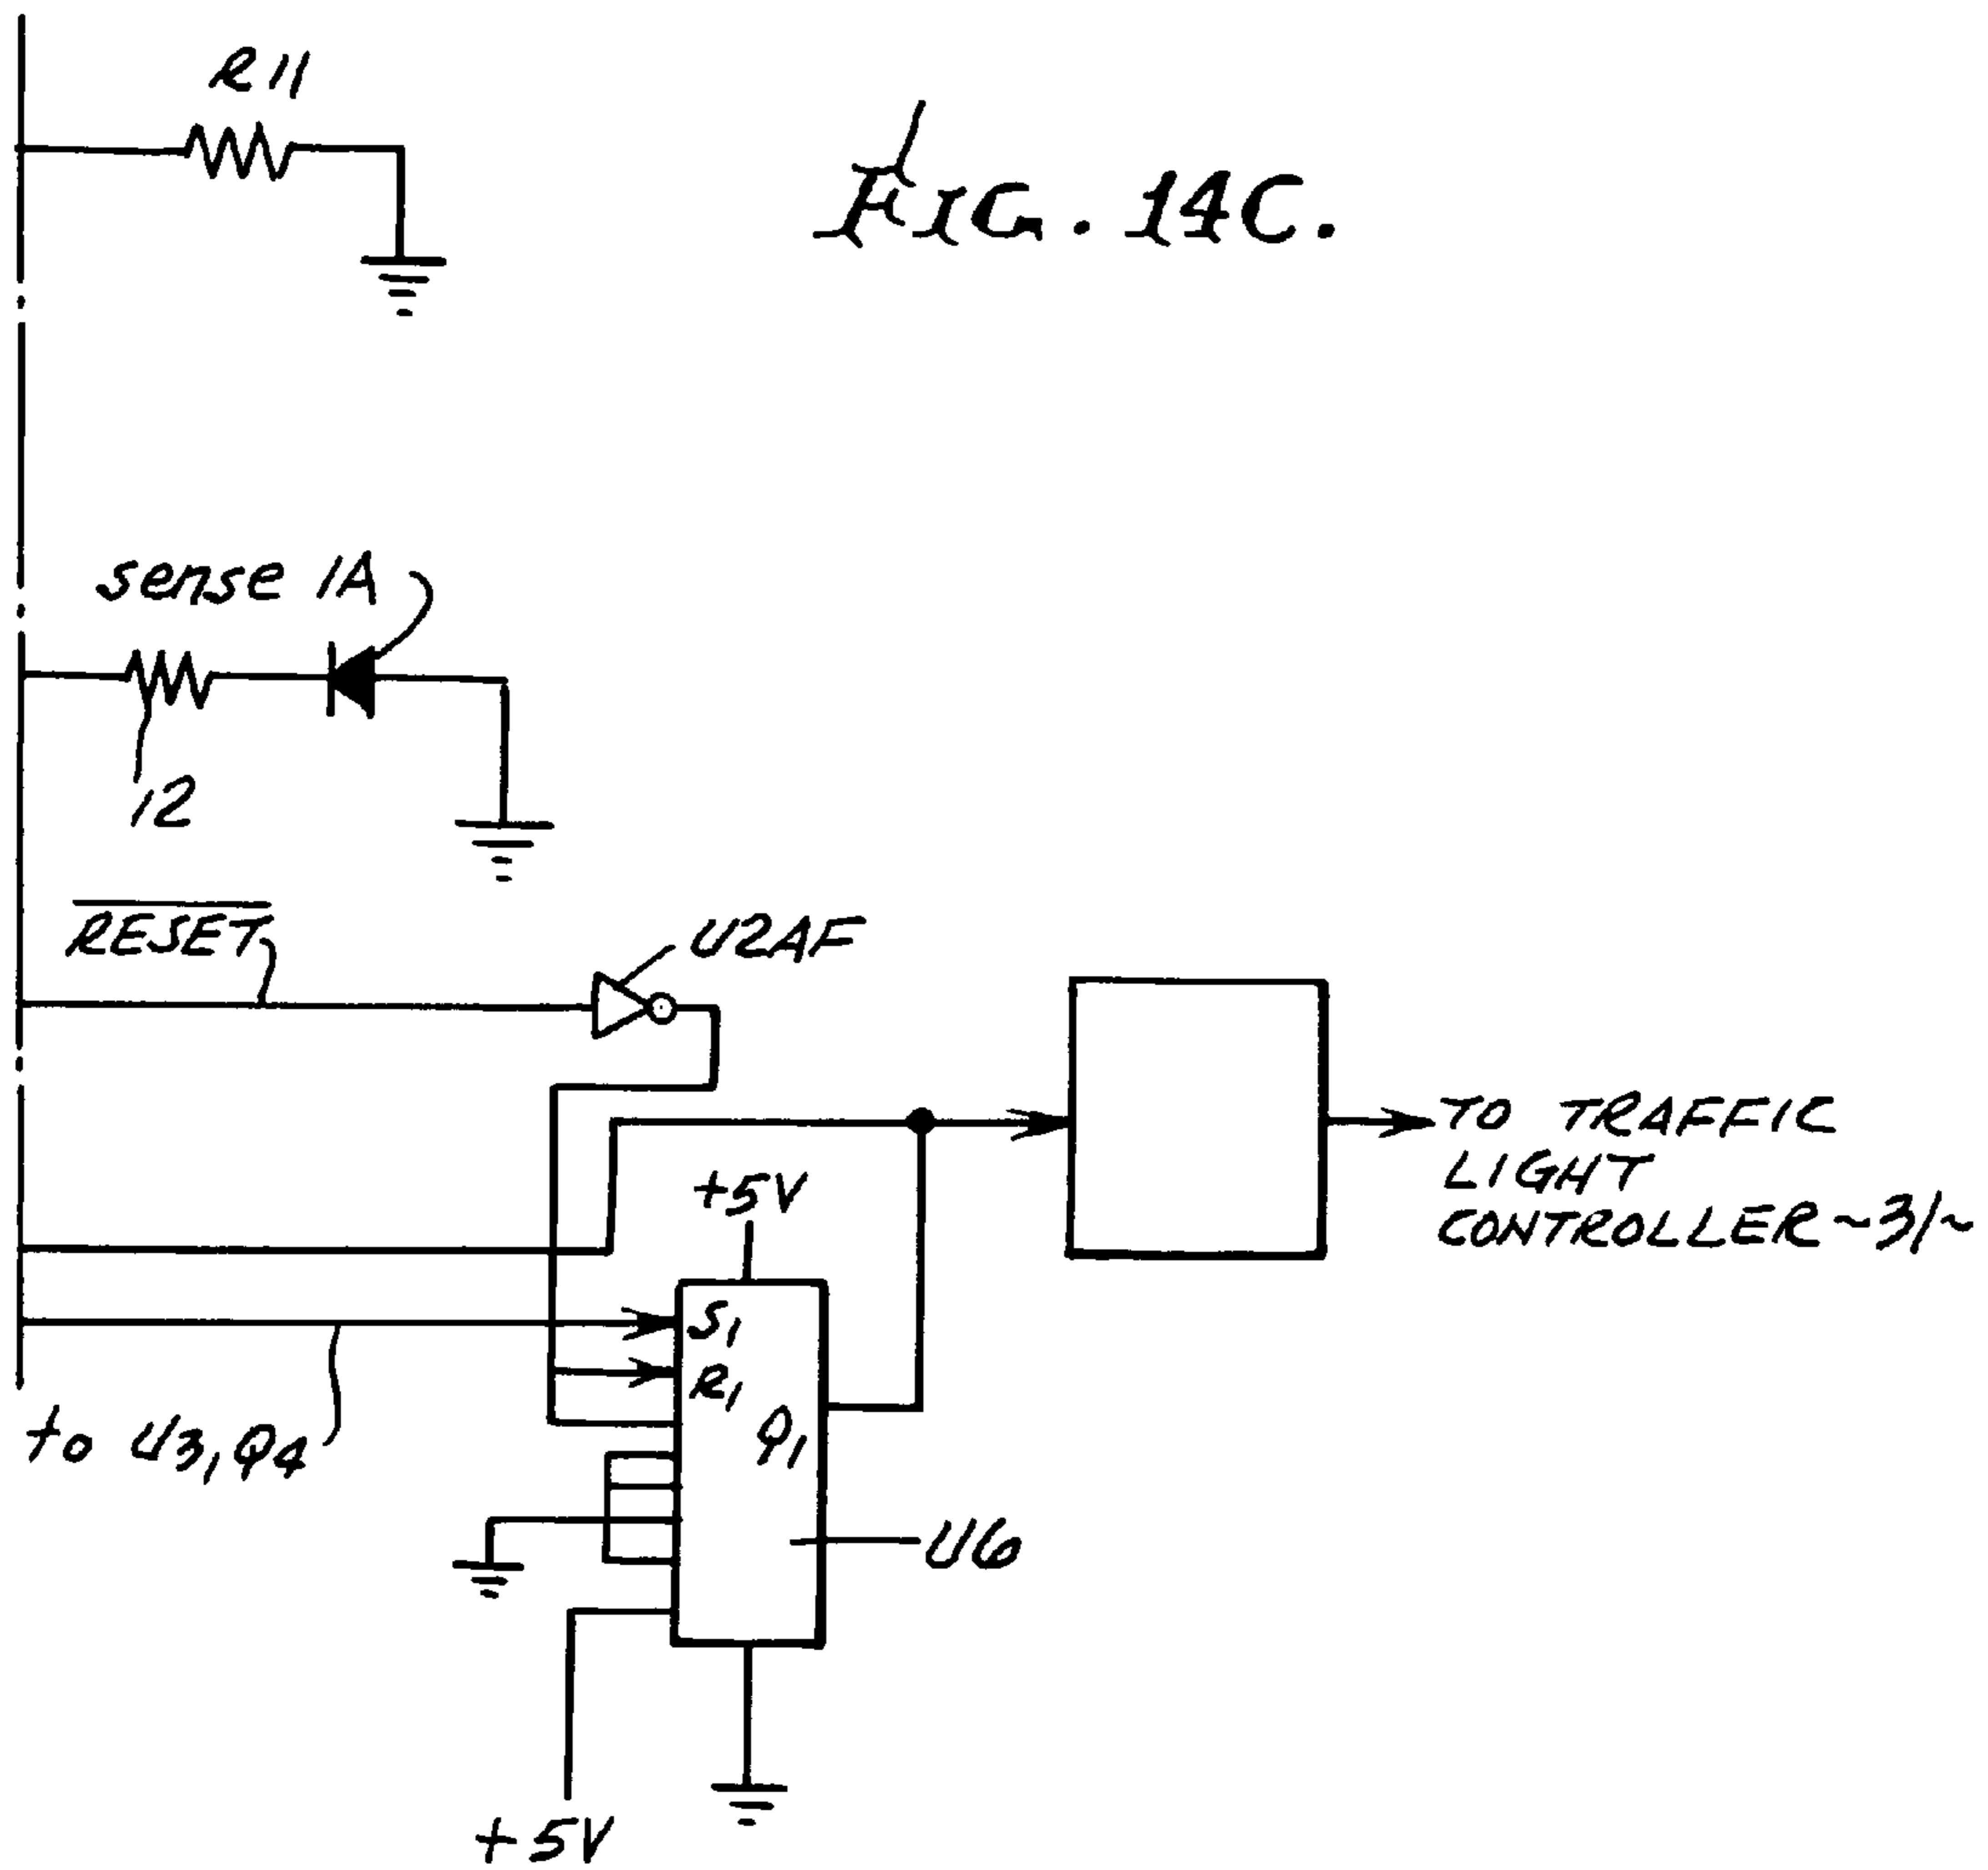 R11
FIG. 14C.
sense 1A
12
RESET
U2AF
TO TRAFFIC
LIGHT
CONTROLLER ~31~
+5V
S1
R1
to U3, Q4
Q1
U6
+5V